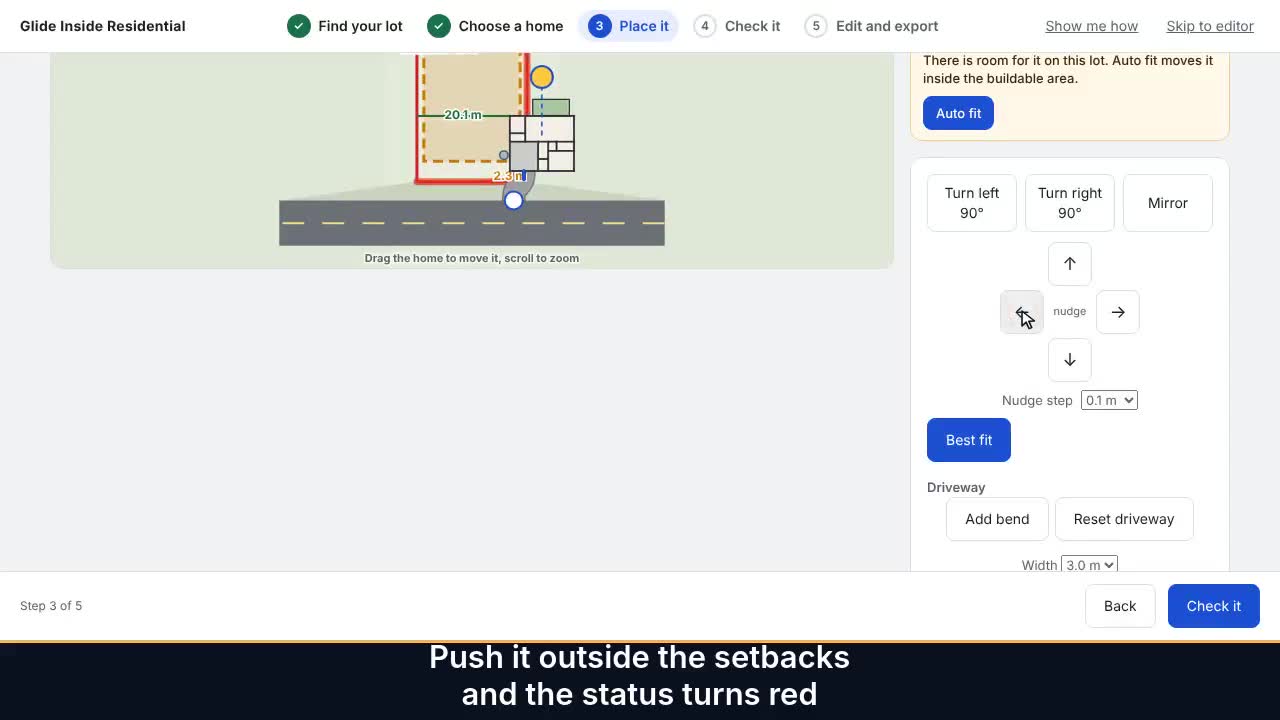 Glide Inside Residential
Find your lot
Choose a home
3 Place it
4 Check it
5 Edit and export
Show me how
Skip to editor
There is room for it on this lot. Auto fit moves it
inside the buildable area.
Auto fit
20.1 m
2.3 m
Drag the home to move it, scroll to zoom
Turn left
90°
Turn right
90°
Mirror
↑
← nudge →
↓
Nudge step 0.1 m
Best fit
Driveway
Add bend
Reset driveway
Width 3.0 m
Step 3 of 5
Back
Check it
Push it outside the setbacks
and the status turns red